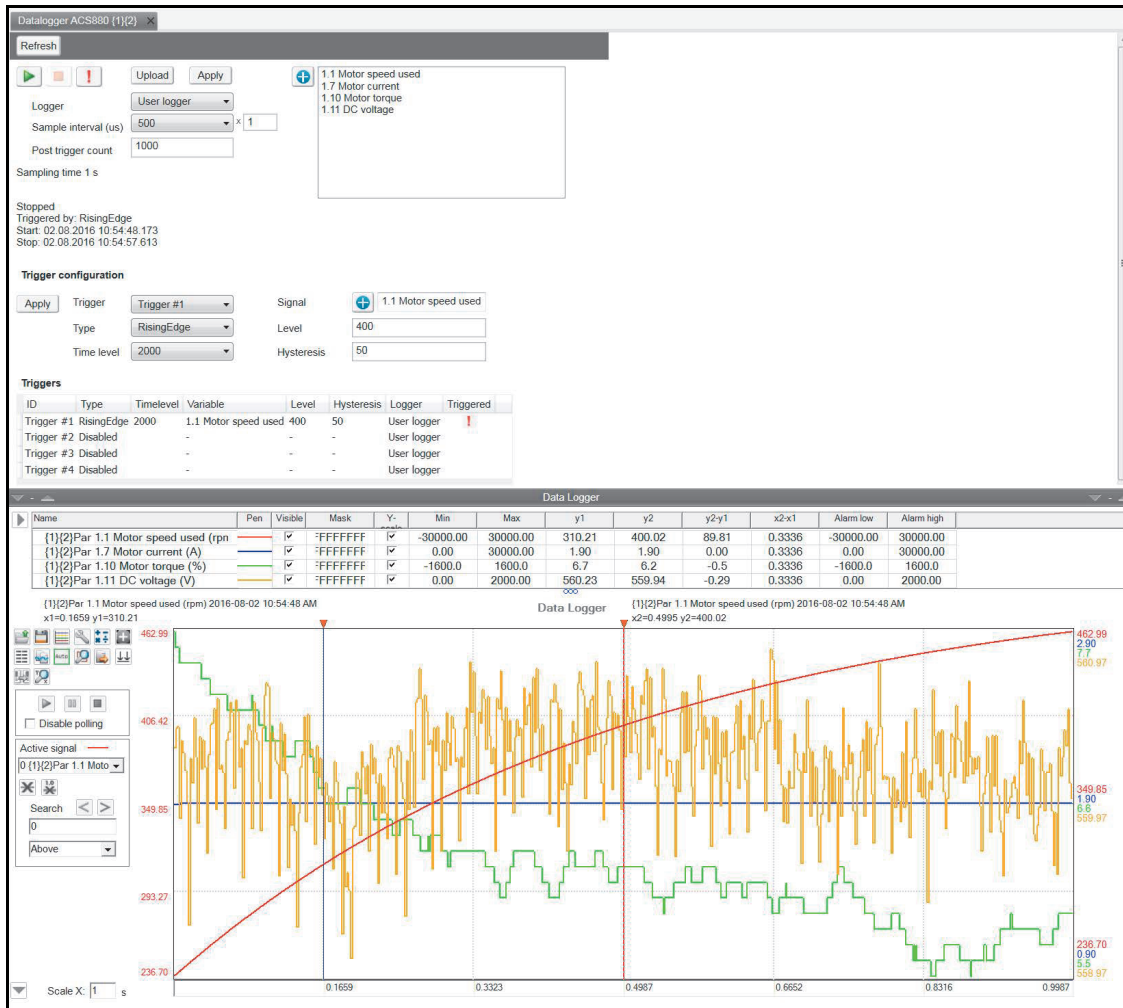 Datalogger ACS880 {1}{2} ×
Refresh
Upload Apply
1.1 Motor speed used
1.7 Motor current
1.10 Motor torque
1.11 DC voltage
Logger User logger
Sample interval (us) 500 x 1
Post trigger count 1000
Sampling time 1 s
Stopped
Triggered by: RisingEdge
Start: 02.08.2016 10:54:48.173
Stop: 02.08.2016 10:54:57.613
Trigger configuration
Apply Trigger Trigger #1 Signal 1.1 Motor speed used
Type RisingEdge Level 400
Time level 2000 Hysteresis 50
Triggers
ID Type Timelevel Variable Level Hysteresis Logger Triggered
Trigger #1 RisingEdge 2000 1.1 Motor speed used 400 50 User logger !
Trigger #2 Disabled - - - User logger
Trigger #3 Disabled - - - User logger
Trigger #4 Disabled - - - User logger
Data Logger
Name Pen Visible Mask Y- Min Max y1 y2 y2-y1 x2-x1 Alarm low Alarm high
{1}{2}Par 1.1 Motor speed used (rpn FFFFFFFF -30000.00 30000.00 310.21 400.02 89.81 0.3336 -30000.00 30000.00
{1}{2}Par 1.7 Motor current (A) FFFFFFFF 0.00 30000.00 1.90 1.90 0.00 0.3336 0.00 30000.00
{1}{2}Par 1.10 Motor torque (%) FFFFFFFF -1600.0 1600.0 6.7 6.2 -0.5 0.3336 -1600.0 1600.0
{1}{2}Par 1.11 DC voltage (V) FFFFFFFF 0.00 2000.00 560.23 559.94 -0.29 0.3336 0.00 2000.00
{1}{2}Par 1.1 Motor speed used (rpm) 2016-08-02 10:54:48 AM
x1=0.1659 y1=310.21
Data Logger
{1}{2}Par 1.1 Motor speed used (rpm) 2016-08-02 10:54:48 AM
x2=0.4995 y2=400.02
Auto
Disable polling
Active signal
0 {1}{2}Par 1.1 Moto
1.0
Search < >
0
Above
462.99
406.42
349.85
293.27
236.70
462.99
2.90
7.7
560.97
349.85
1.90
6.6
559.97
236.70
0.90
5.5
558.97
Scale X: 1 s
0.1659 0.3323 0.4987 0.6652 0.8316 0.9987